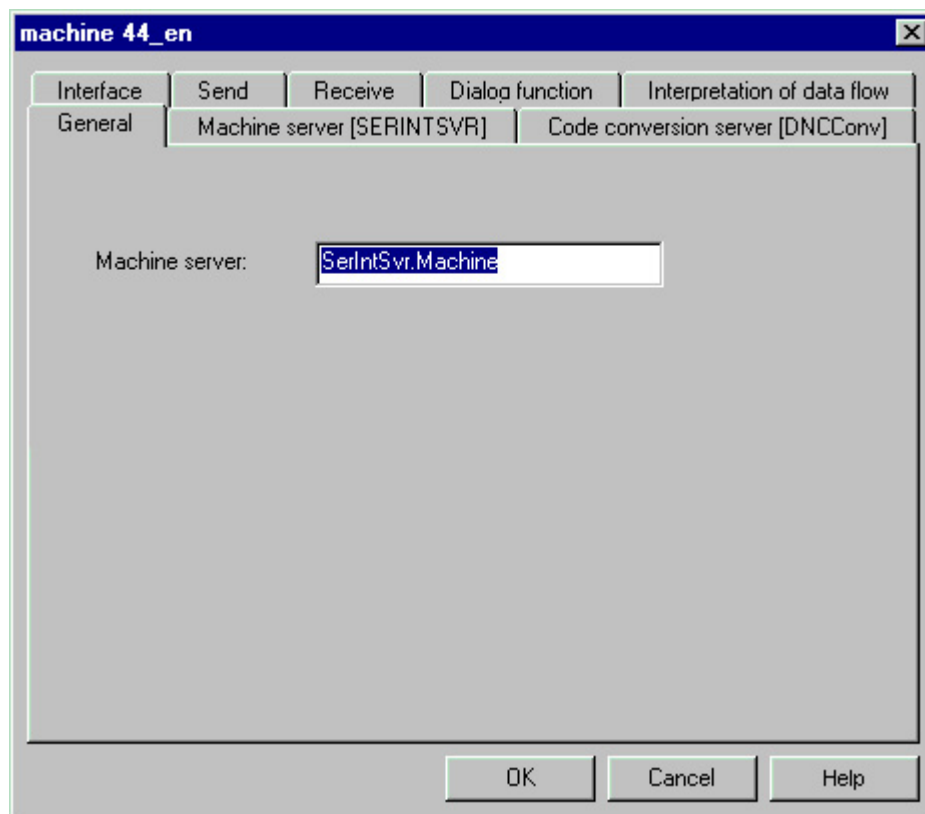 machine 44_en
Interface Send Receive Dialog function Interpretation of data flow
General Machine server [SERINTSVR] Code conversion server [DNCConv]
Machine server: SerIntSvr.Machine
OK Cancel Help